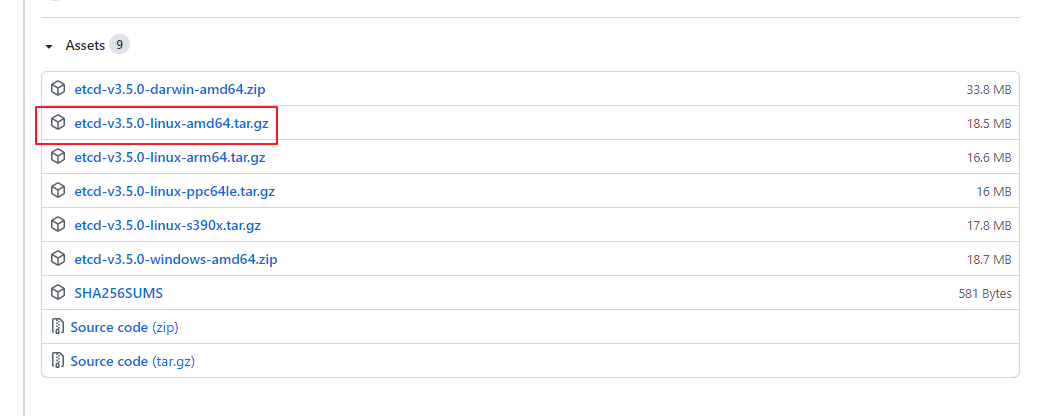 Assets 9
etcd-v3.5.0-darwin-amd64.zip 33.8 MB
etcd-v3.5.0-linux-amd64.tar.gz 18.5 MB
etcd-v3.5.0-linux-arm64.tar.gz 16.6 MB
etcd-v3.5.0-linux-ppc64le.tar.gz 16 MB
etcd-v3.5.0-linux-s390x.tar.gz 17.8 MB
etcd-v3.5.0-windows-amd64.zip 18.7 MB
SHA256SUMS 581 Bytes
Source code (zip)
Source code (tar.gz)